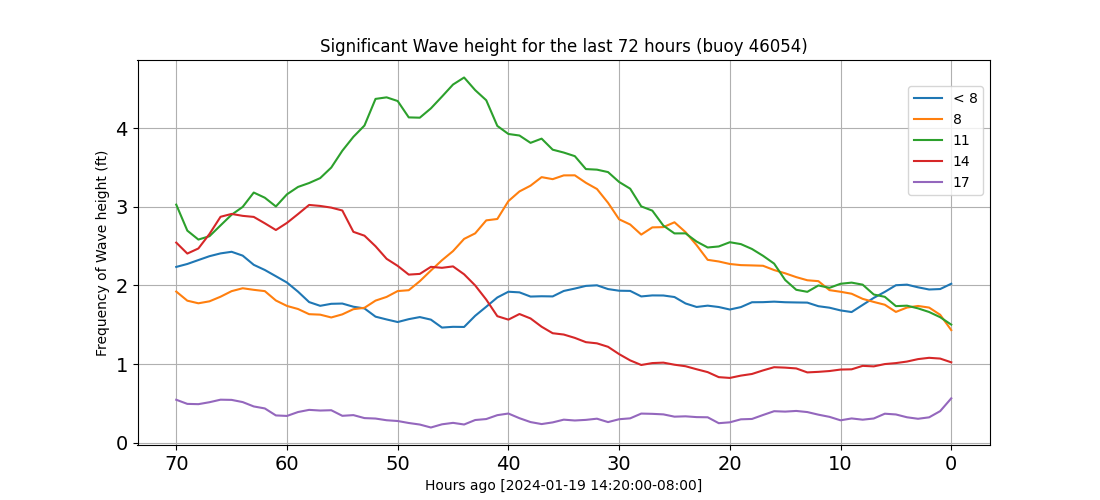 Significant Wave height for the last 72 hours (buoy 46054)
Frequency of Wave height (ft)
4
3
2
1
0
< 8
8
11
14
17
70 60 50 40 30 20 10 0
Hours ago [2024-01-19 14:20:00-08:00]